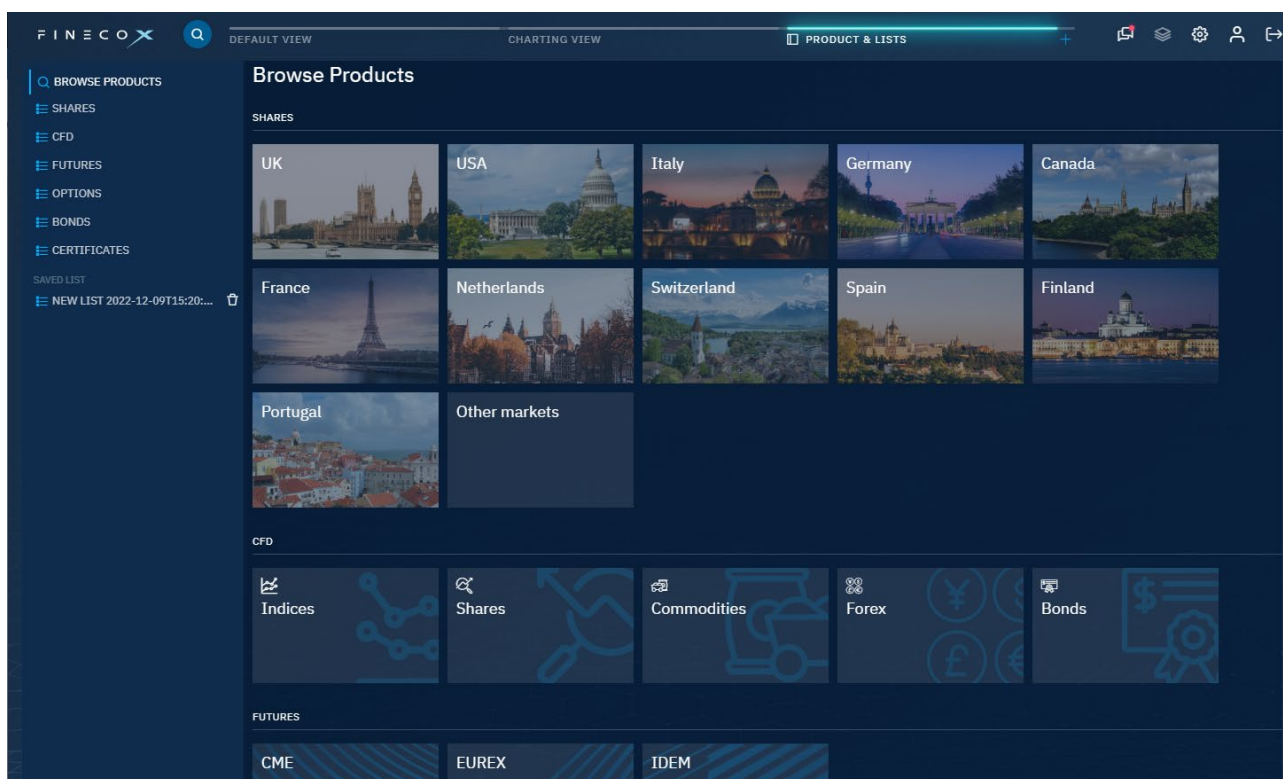 FINECOX
DEFAULT VIEW
CHARTING VIEW
PRODUCT & LISTS
BROWSE PRODUCTS
SHARES
CFD
FUTURES
OPTIONS
BONDS
CERTIFICATES
SAVED LIST
NEW LIST 2022-12-09T15:20:...
Browse Products
SHARES
UK
USA
Italy
Germany
Canada
France
Netherlands
Switzerland
Spain
Finland
Portugal
Other markets
CFD
Indices
Shares
Commodities
Forex
Bonds
FUTURES
CME
EUREX
IDEM